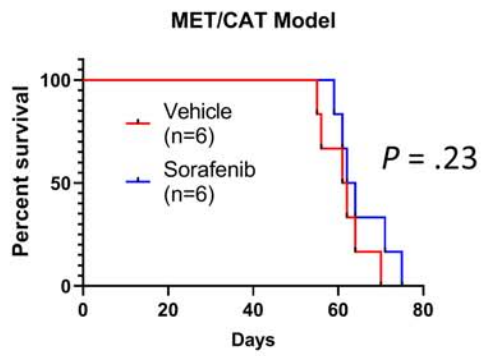 MET/CAT Model
Percent survival
100
50
0
Vehicle
(n=6)
Sorafenib
(n=6)
P = .23
0 20 40 60 80
Days